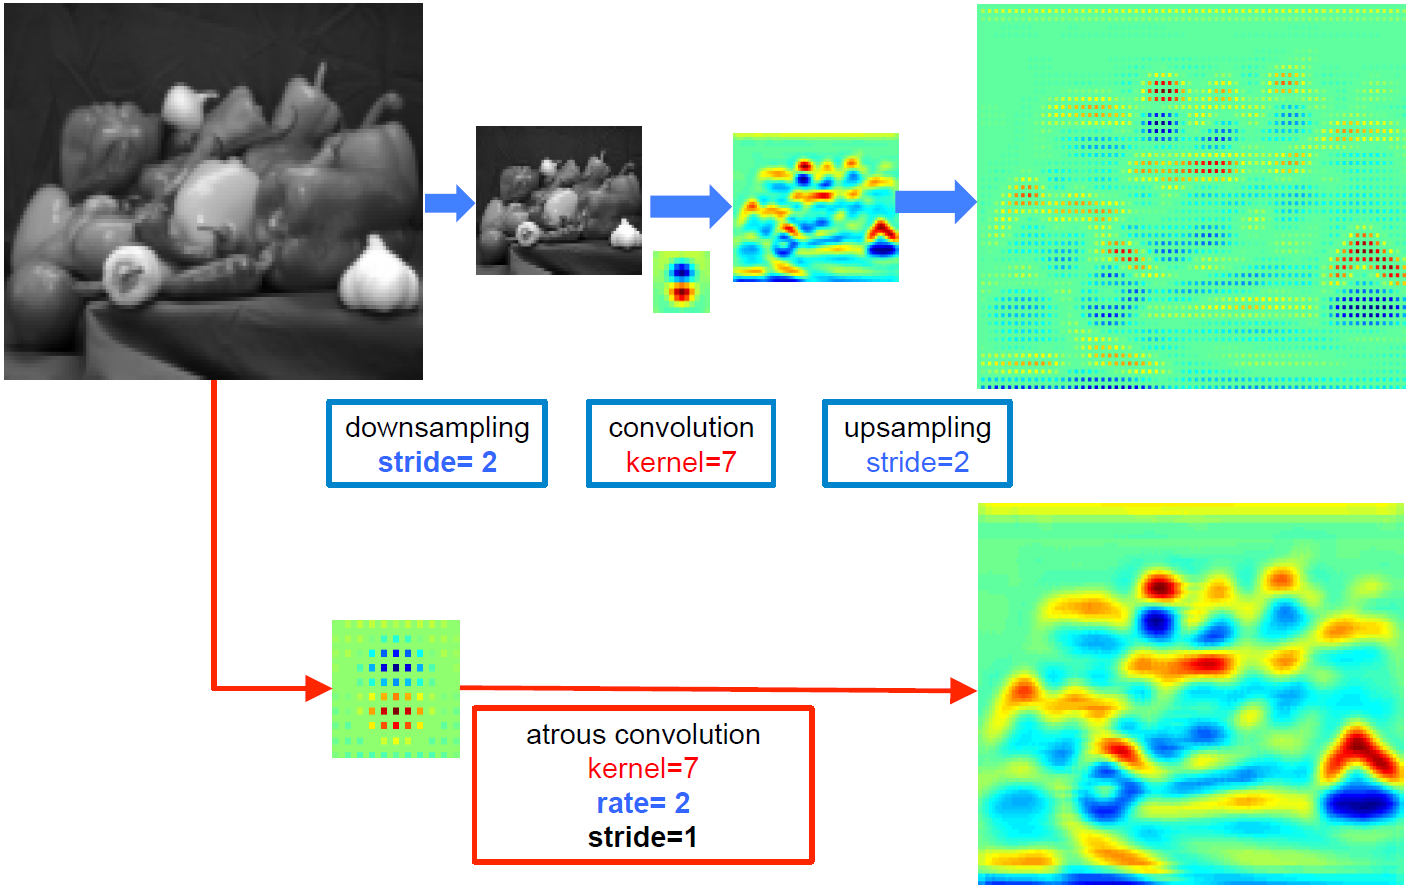 downsampling
stride= 2
convolution
kernel=7
upsampling
stride=2
atrous convolution
kernel=7
rate= 2
stride=1